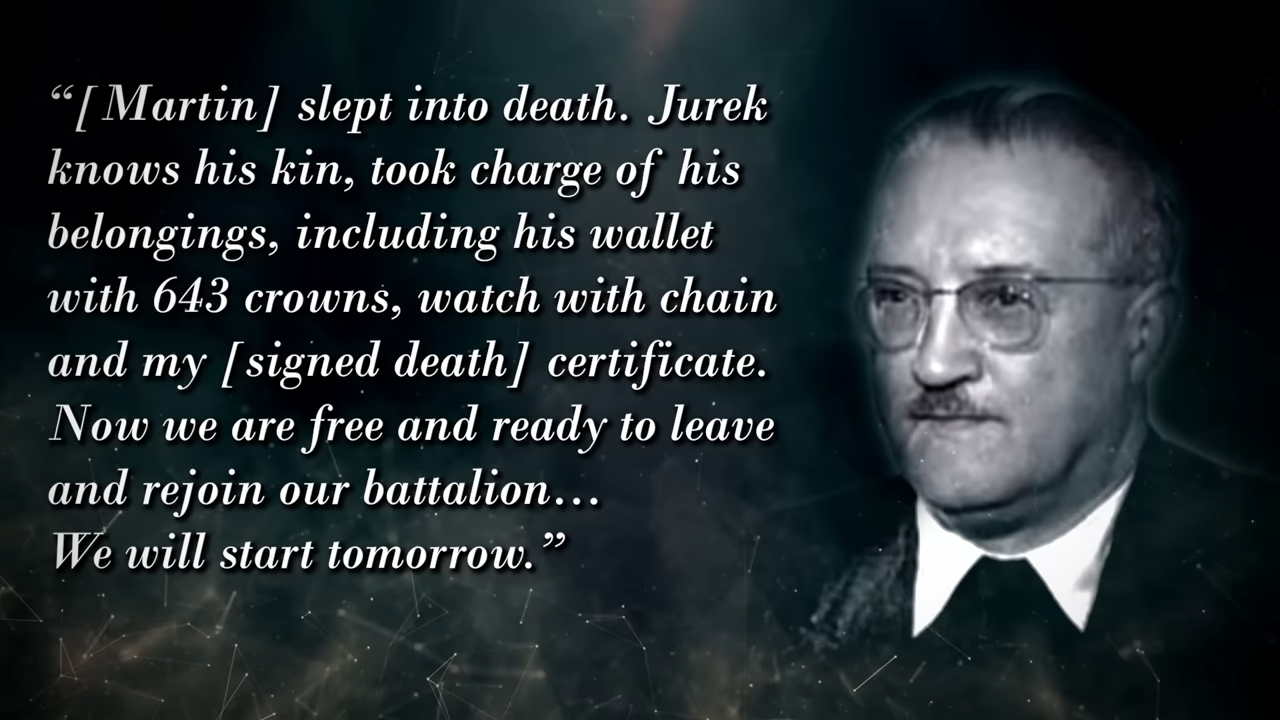 “[Martin] slept into death. Jurek
knows his kin, took charge of his
belongings, including his wallet
with 643 crowns, watch with chain
and my [signed death] certificate.
Now we are free and ready to leave
and rejoin our battalion…
We will start tomorrow.”